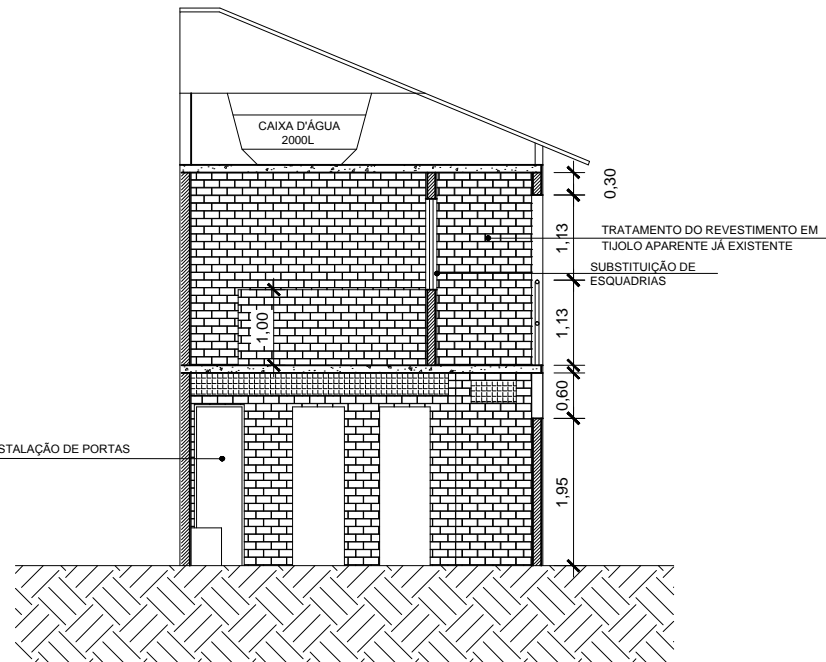 CAIXA D'ÁGUA
2000L
0,30
1,13
TRATAMENTO DO REVESTIMENTO EM
TIJOLO APARENTE JÁ EXISTENTE
SUBSTITUIÇÃO DE
ESQUADRIAS
1,00
1,13
0,60
STALAÇÃO DE PORTAS
1,95